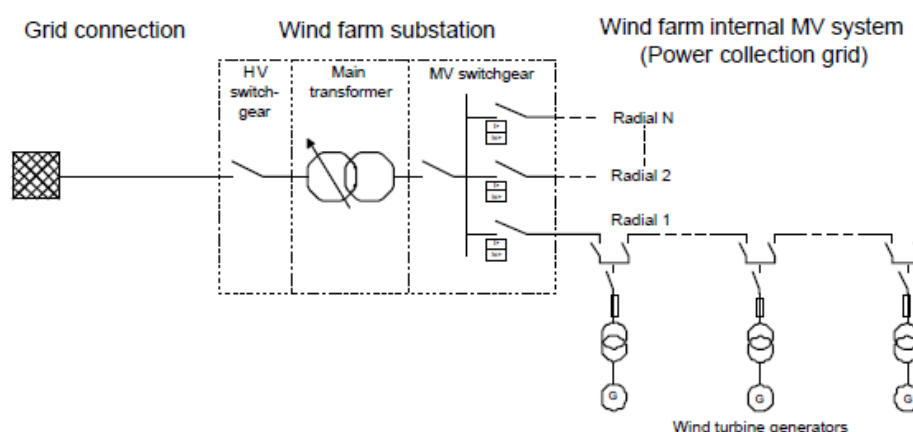 Grid connection
Wind farm substation
Wind farm internal MV system
(Power collection grid)
HV
switch-
gear
Main
transformer
MV switchgear
Radial N
Radial 2
Radial 1
I>
I>
I>
G
G
G
Wind turbine generators